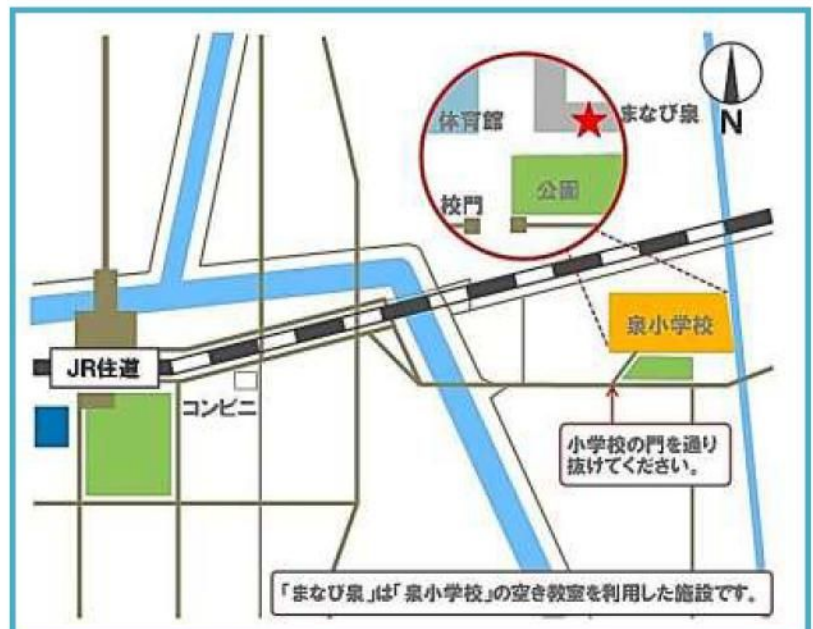 体育館
まなび泉
N
公園
校門
泉小学校
JR住道
コンビニ
小学校の門を通り
抜けてください。
「まなび泉」は「泉小学校」の空き教室を利用した施設です。